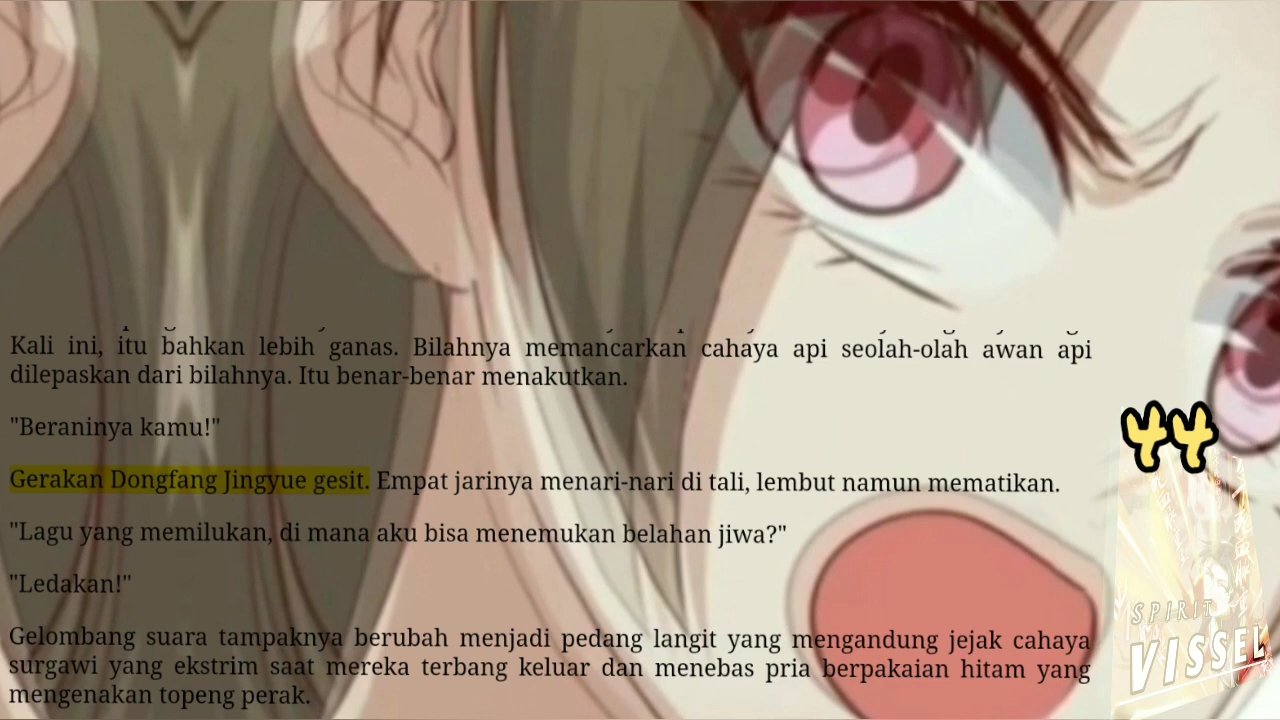 Kali ini, itu bahkan lebih ganas. Bilahnya memancarkan cahaya api seolah-olah awan api
dilepaskan dari bilahnya. Itu benar-benar menakutkan.
"Beraninya kamu!"
Gerakan Dongfang Jingyue gesit. Empat jarinya menari-nari di tali, lembut namun mematikan.
"Lagu yang memilukan, di mana aku bisa menemukan belahan jiwa?"
"Ledakan!"
Gelombang suara tampaknya berubah menjadi pedang langit yang mengandung jejak cahaya
surgawi yang ekstrim saat mereka terbang keluar dan menebas pria berpakaian hitam yang
mengenakan topeng perak.
44
SPIRIT
VISSEL